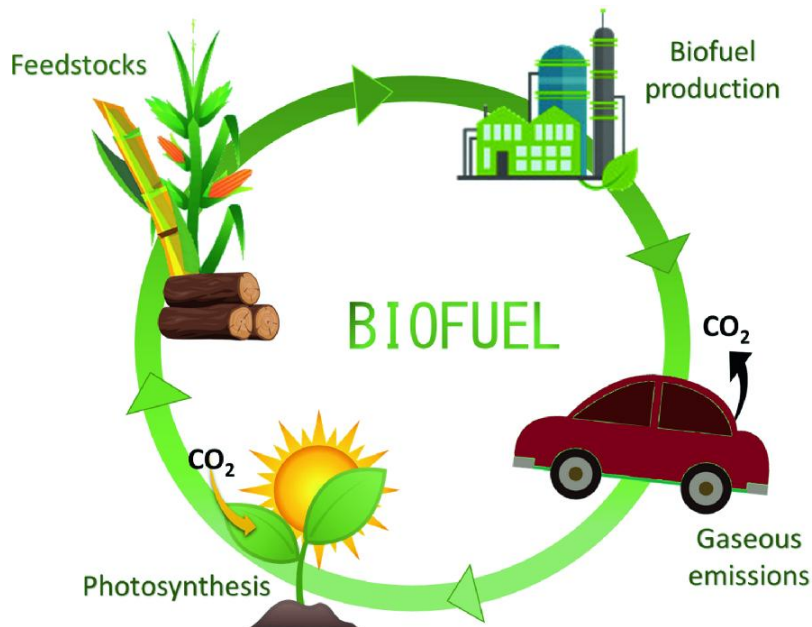 Feedstocks
Biofuel
production
BIOFUEL
CO₂
CO₂
Photosynthesis
Gaseous
emissions